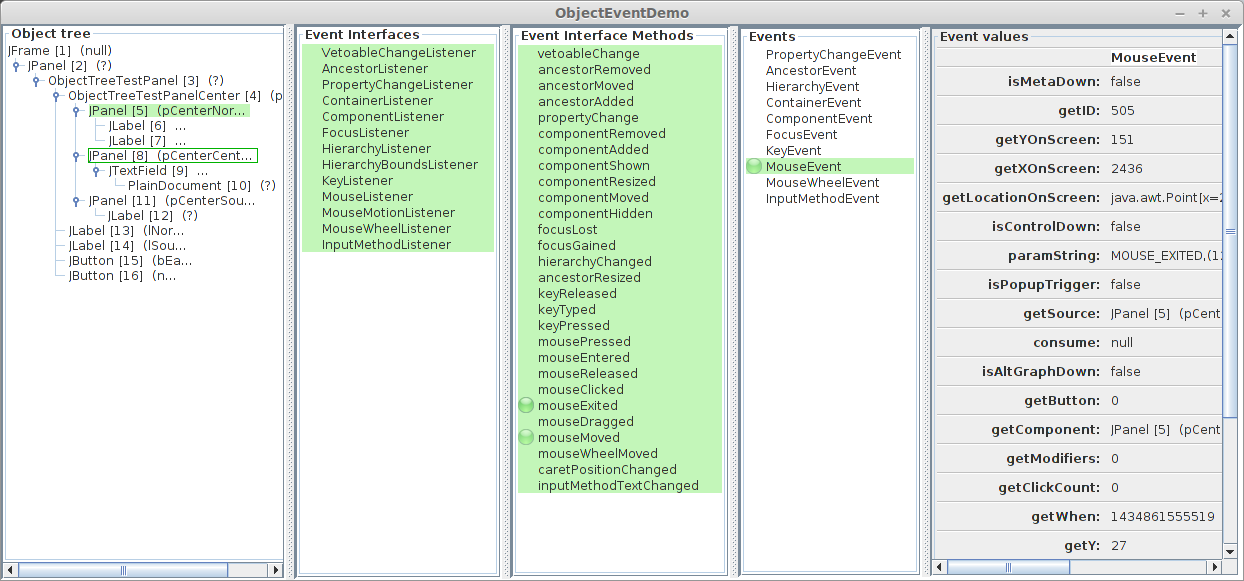 ObjectEventDemo
Object tree
JFrame [1] (null)
JPanel [2] (?)
ObjectTreeTestPanel [3] (?)
ObjectTreeTestPanelCenter [4] (p
JPanel [5] (pCenterNor...
JLabel [6] ...
JLabel [7] ...
JPanel [8] (pCenterCent...
JTextField [9] ...
PlainDocument [10] (?)
JPanel [11] (pCenterSou...
JLabel [12] (?)
JLabel [13] (lNor...
JLabel [14] (lSou...
JButton [15] (bEa...
JButton [16] (n...
Event Interfaces
VetoableChangeListener
AncestorListener
PropertyChangeListener
ContainerListener
ComponentListener
FocusListener
HierarchyListener
HierarchyBoundsListener
KeyListener
MouseListener
MouseMotionListener
MouseWheelListener
InputMethodListener
Event Interface Methods
vetoableChange
ancestorRemoved
ancestorMoved
ancestorAdded
propertyChange
componentRemoved
componentAdded
componentShown
componentResized
componentMoved
componentHidden
focusLost
focusGained
hierarchyChanged
ancestorResized
keyReleased
keyTyped
keyPressed
mousePressed
mouseEntered
mouseReleased
mouseClicked
mouseExited
mouseDragged
mouseMoved
mouseWheelMoved
caretPositionChanged
inputMethodTextChanged
Events
PropertyChangeEvent
AncestorEvent
HierarchyEvent
ContainerEvent
ComponentEvent
FocusEvent
KeyEvent
MouseEvent
MouseWheelEvent
InputMethodEvent
Event values
MouseEvent
isMetaDown: false
getID: 505
getYOnScreen: 151
getXOnScreen: 2436
getLocationOnScreen: java.awt.Point[x=2
isControlDown: false
paramString: MOUSE_EXITED,(12
isPopupTrigger: false
getSource: JPanel [5] (pCent
consume: null
isAltGraphDown: false
getButton: 0
getComponent: JPanel [5] (pCent
getModifiers: 0
getClickCount: 0
getWhen: 1434861555519
getY: 27